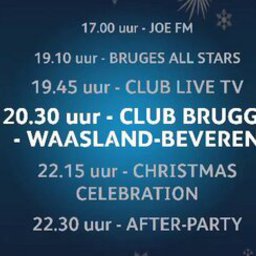 17.00 uur - JOE FM
19.10 uur - BRUGES ALL STARS
19.45 uur - CLUB LIVE TV
20.30 uur - CLUB BRUGG
- WAASLAND-BEVEREN
22.15 uur - CHRISTMAS
CELEBRATION
22.30 uur - AFTER-PARTY